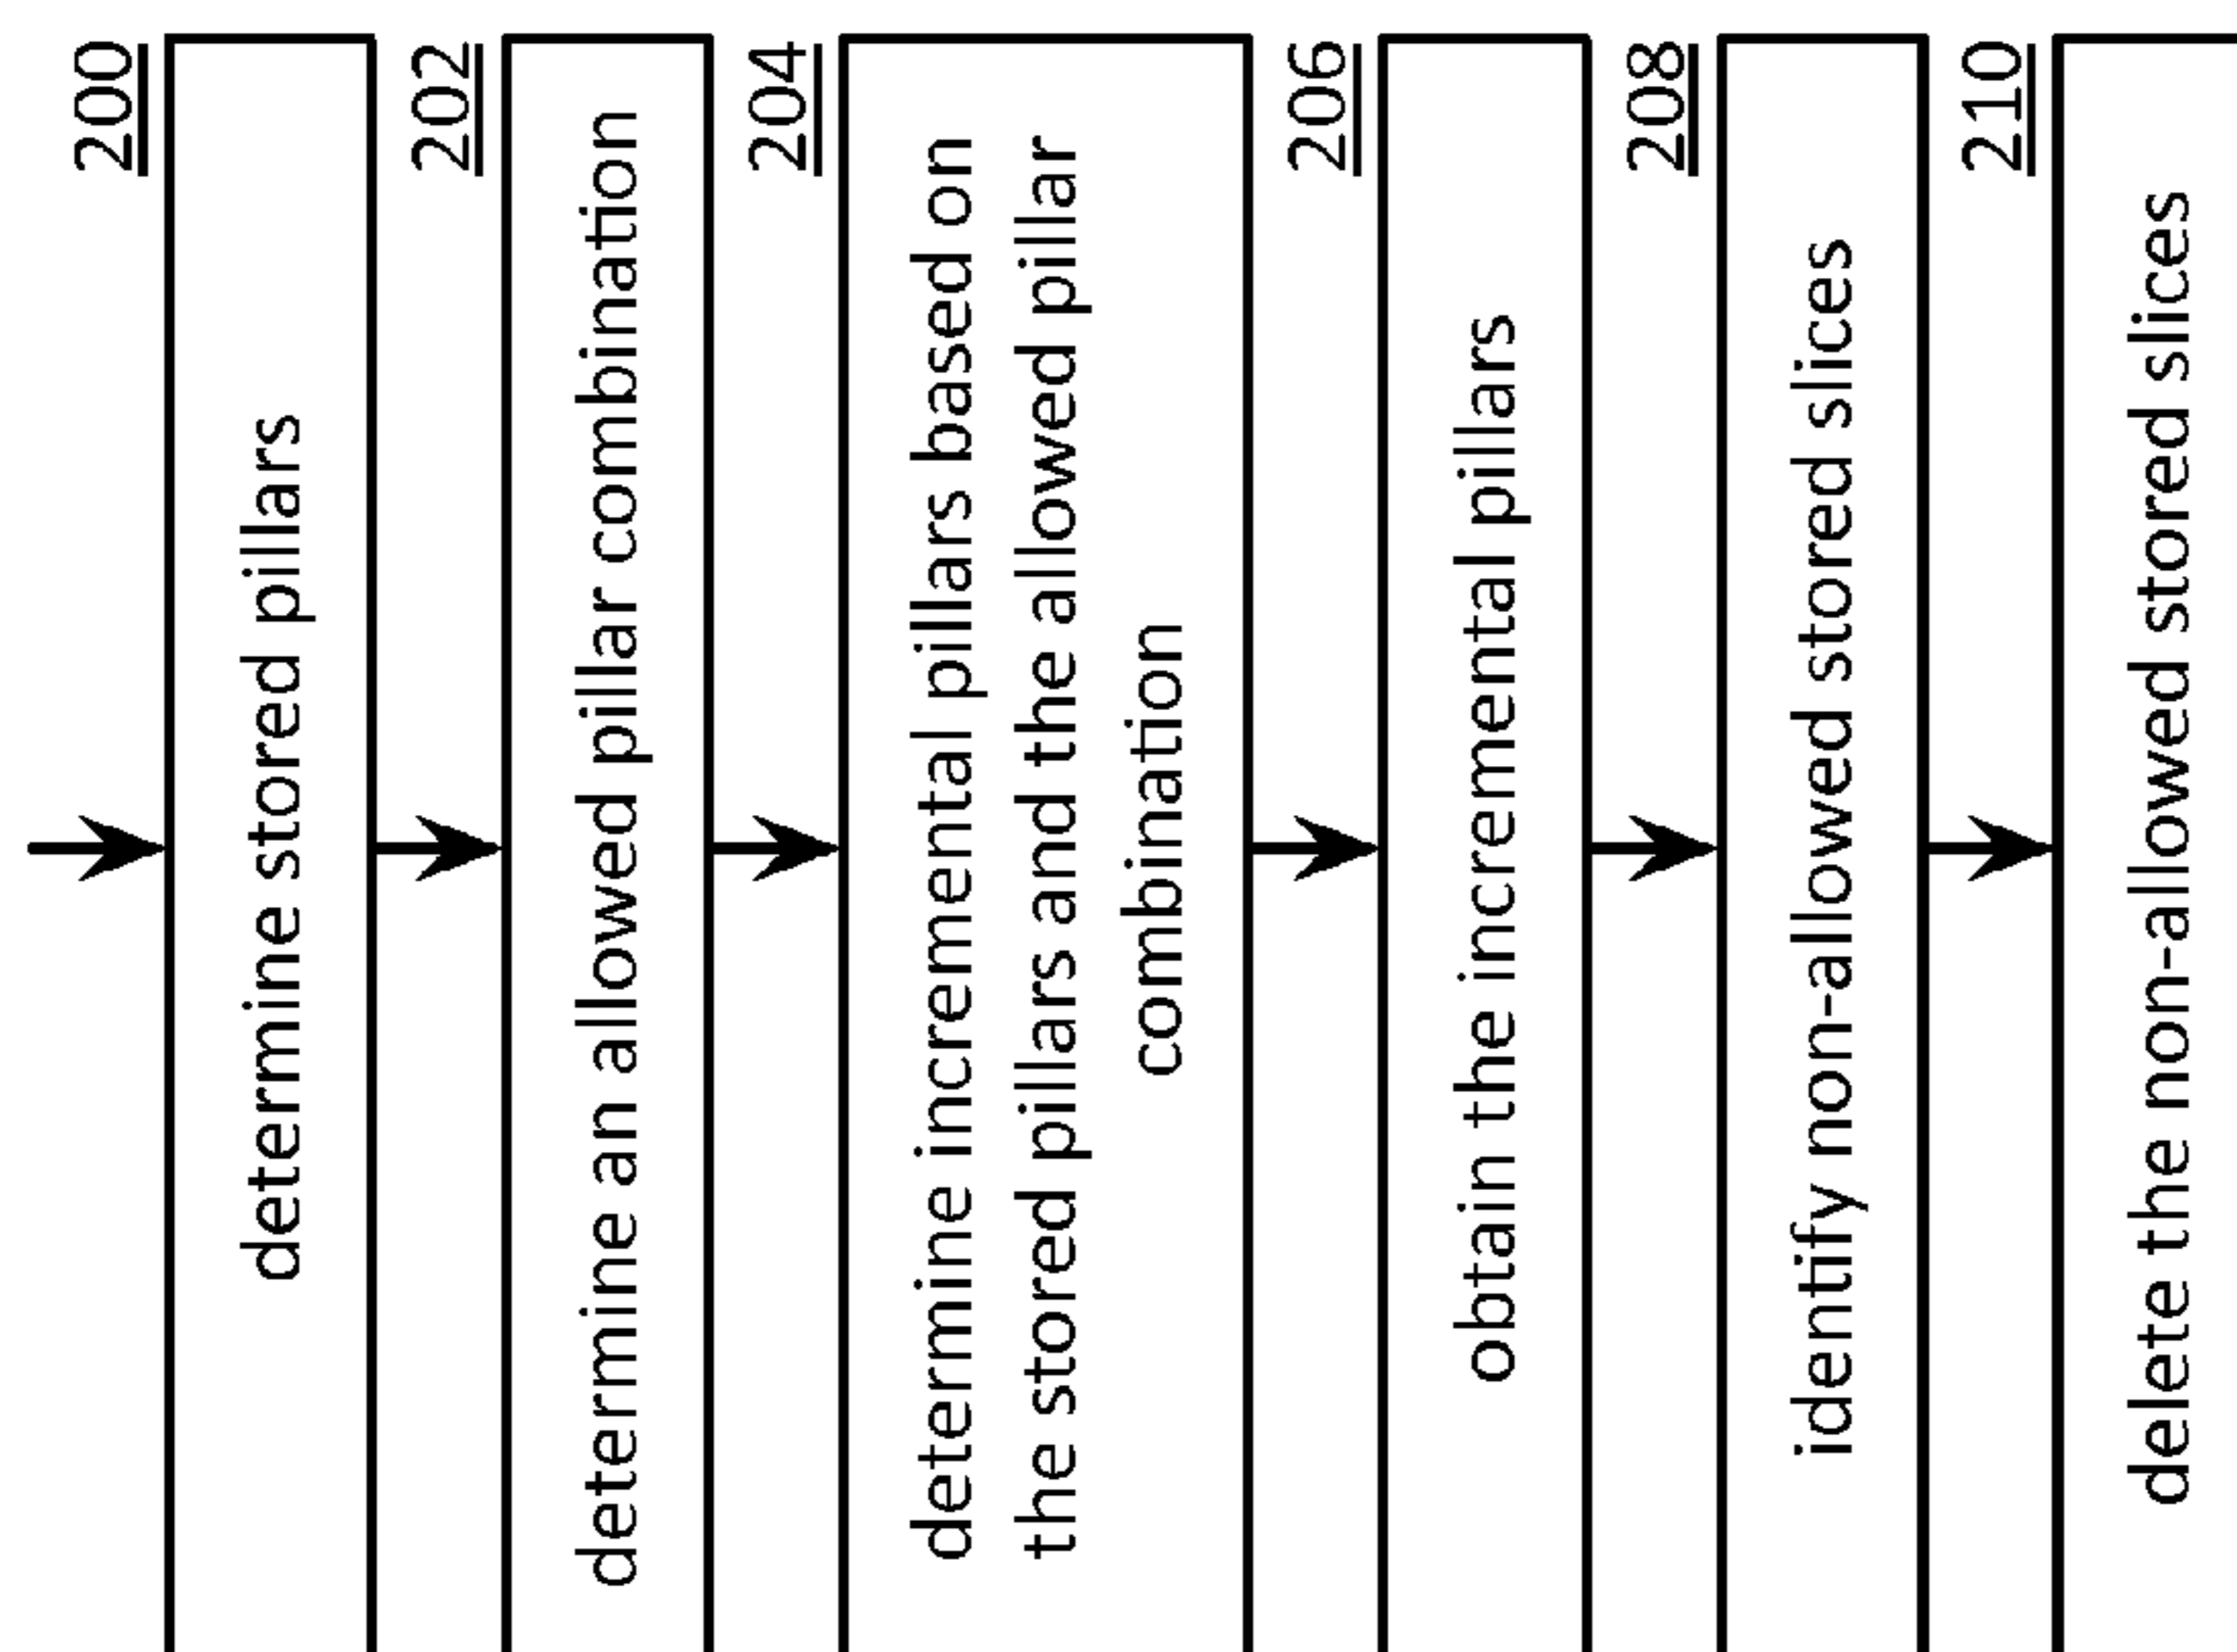 200
determine stored pillars
202
determine an allowed pillar combination
204
determine incremental pillars based on
the stored pillars and the allowed pillar
combination
206
obtain the incremental pillars
208
identify non-allowed stored slices
210
delete the non-allowed stored slices